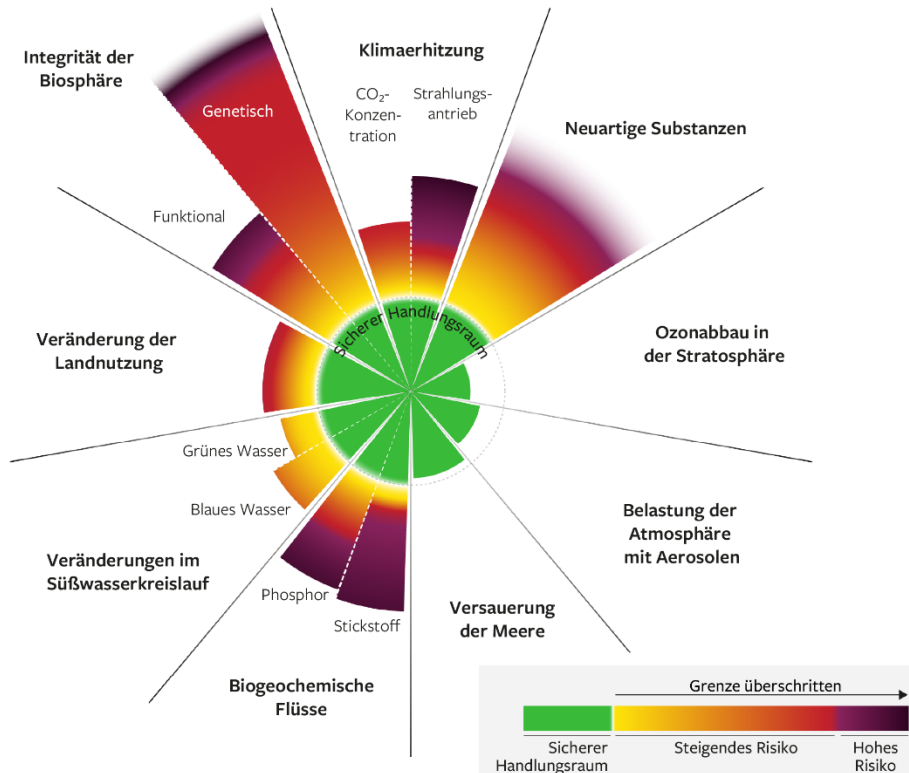 Integrität der
Biosphäre
Genetisch
Funktional
Klimaerhitzung
CO₂-
Konzen-
tration
Strahlungs-
antrieb
Neuartige Substanzen
Sicherer Handlungsraum
Ozonabbau in
der Stratosphäre
Veränderung der
Landnutzung
Grünes Wasser
Blaues Wasser
Veränderungen im
Süßwasserkreislauf
Phosphor
Stickstoff
Biogeochemische
Flüsse
Versauerung
der Meere
Belastung der
Atmosphäre
mit Aerosolen
Grenze überschritten
Sicherer
Handlungsraum
Steigendes Risiko
Hohes
Risiko